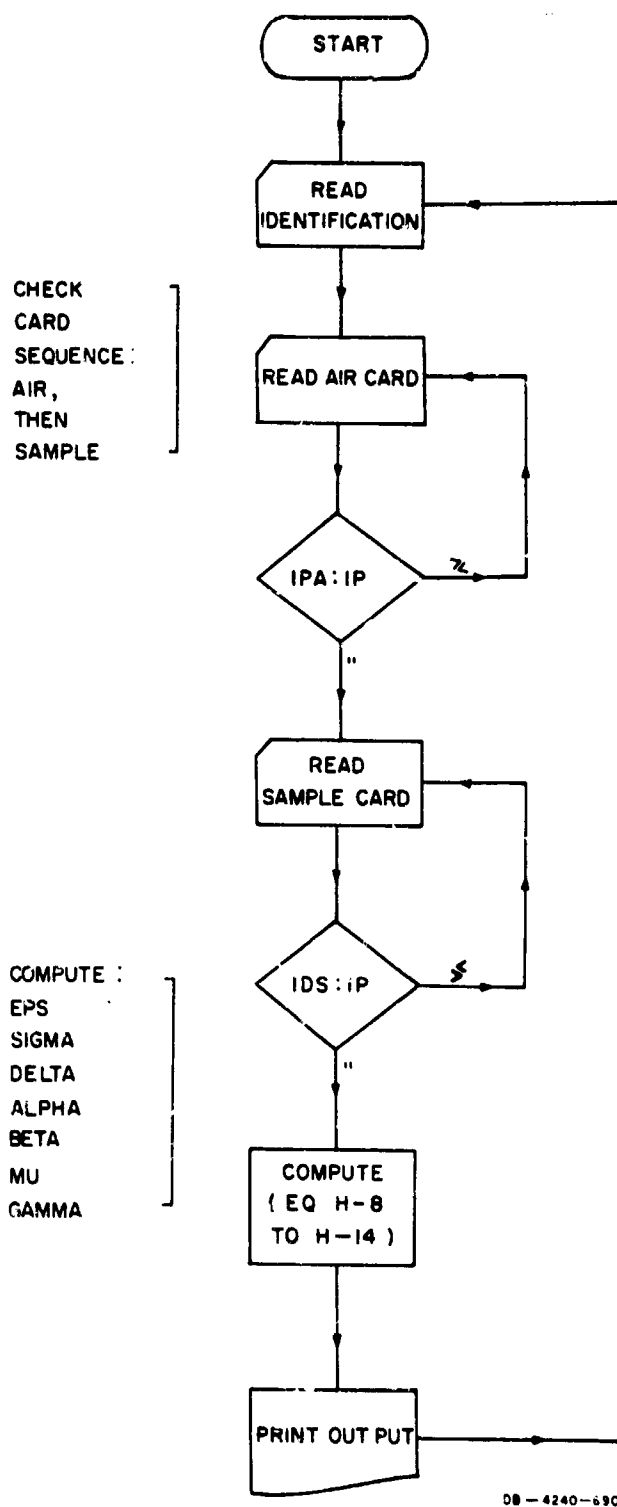 START
READ
IDENTIFICATION
CHECK
CARD
SEQUENCE:
AIR,
THEN
SAMPLE
READ AIR CARD
IPA:IP
"
READ
SAMPLE CARD
IDS:IP
"
COMPUTE:
EPS
SIGMA
DELTA
ALPHA
BETA
MU
GAMMA
COMPUTE
(EQ H-8
TO H-14)
PRINT OUT PUT
DB-4240-690